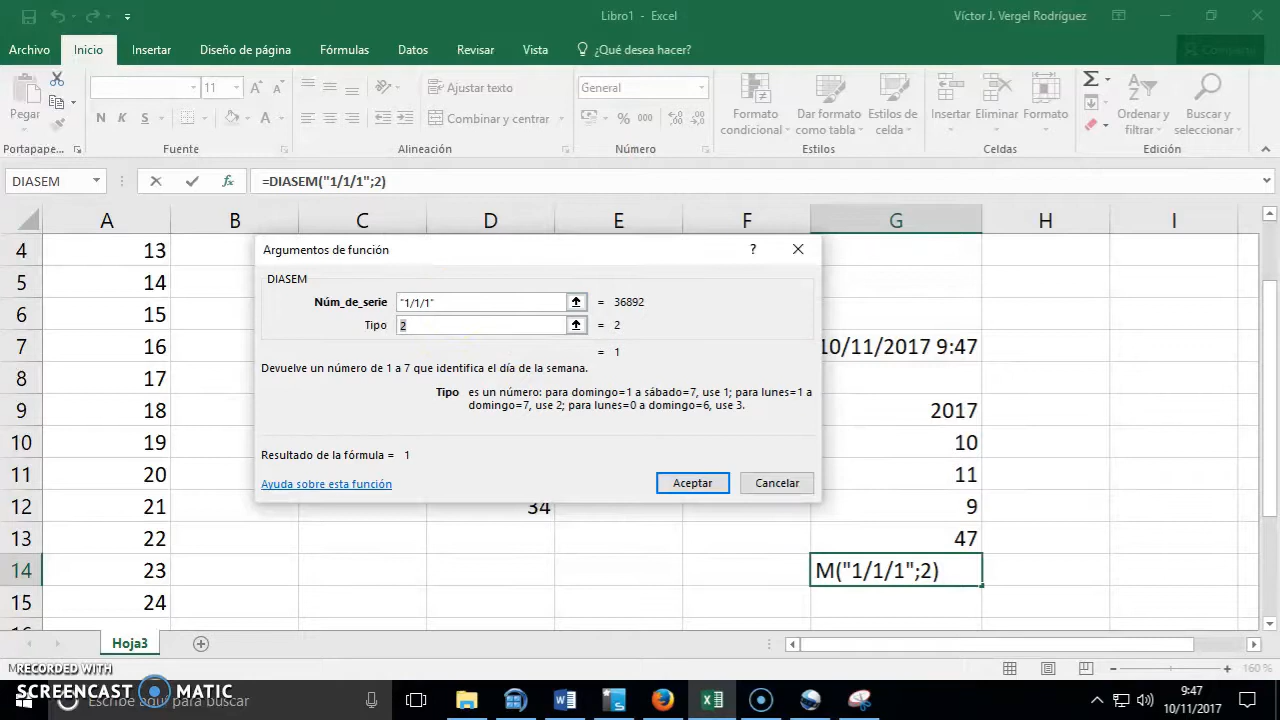 Libro1 - Excel
Víctor J. Vergel Rodríguez
Archivo Inicio Insertar Diseño de página Fórmulas Datos Revisar Vista ¿Qué desea hacer? Compartir
Pegar
11
N K S
Ajustar texto
Combinar y centrar
General
% 000
Formato condicional
Dar formato como tabla
Estilos de celda
Insertar Eliminar Formato
Ordenar y filtrar
Buscar y seleccionar
Portapape... Fuente Alineación Número Estilos Celdas Edición
DIASEM
=DIASEM("1/1/1";2)
A B C D E F G H I
4 13
5 14
6 15
7 16 10/11/2017 9:47
8 17
9 18 2017
10 19 10
11 20 11
12 21 34 9
13 22 47
14 23 M("1/1/1";2)
15 24
Argumentos de función
?
DIASEM
Núm_de_serie "1/1/1" = 36892
Tipo 2 = 2
= 1
Devuelve un número de 1 a 7 que identifica el día de la semana.
Tipo es un número: para domingo=1 a sábado=7, use 1; para lunes=1 a
domingo=7, use 2; para lunes=0 a domingo=6, use 3.
Resultado de la fórmula = 1
Ayuda sobre esta función
Aceptar Cancelar
Hoja3
160 %
RECORDED WITH
SCREENCAST MATIC
Escribe aquí para buscar
9:47
10/11/2017